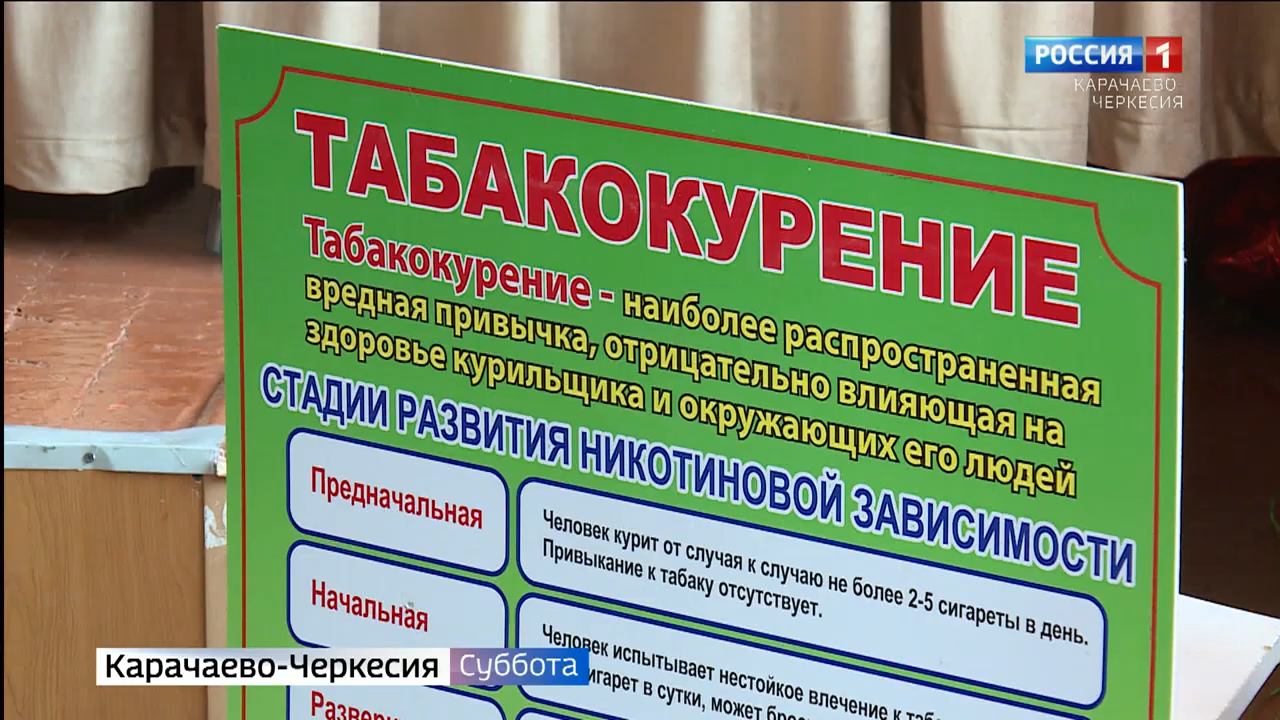 РОССИЯ 1
КАРАЧАЕВО
ЧЕРКЕСИЯ
ТАБАКОКУРЕНИЕ
Табакокурение - наиболее распространенная
вредная привычка, отрицательно влияющая на
здоровье курильщика и окружающих его людей
СТАДИИ РАЗВИТИЯ НИКОТИНОВОЙ ЗАВИСИМОСТИ
Предначальная
Человек курит от случая к случаю не более 2-5 сигареты в день.
Привыкание к табаку отсутствует.
Начальная
Человек испытывает нестойкое влечение к
сигарет в сутки, может
Карачаево-Черкесия Суббота